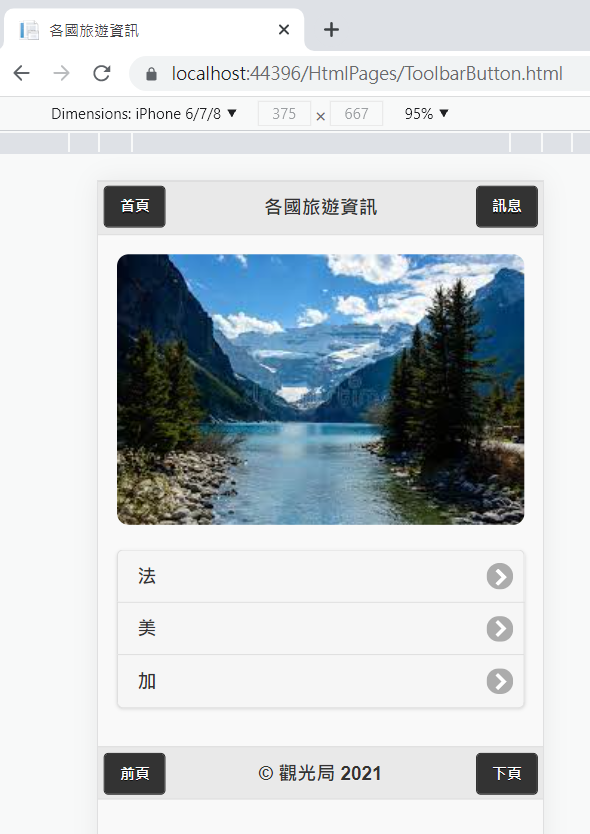 各國旅遊資訊
localhost:44396/HtmlPages/ToolbarButton.html
Dimensions: iPhone 6/7/8 ▼ 375 × 667 95% ▼
首頁 各國旅遊資訊 訊息
法
美
加
前頁 © 觀光局 2021 下頁